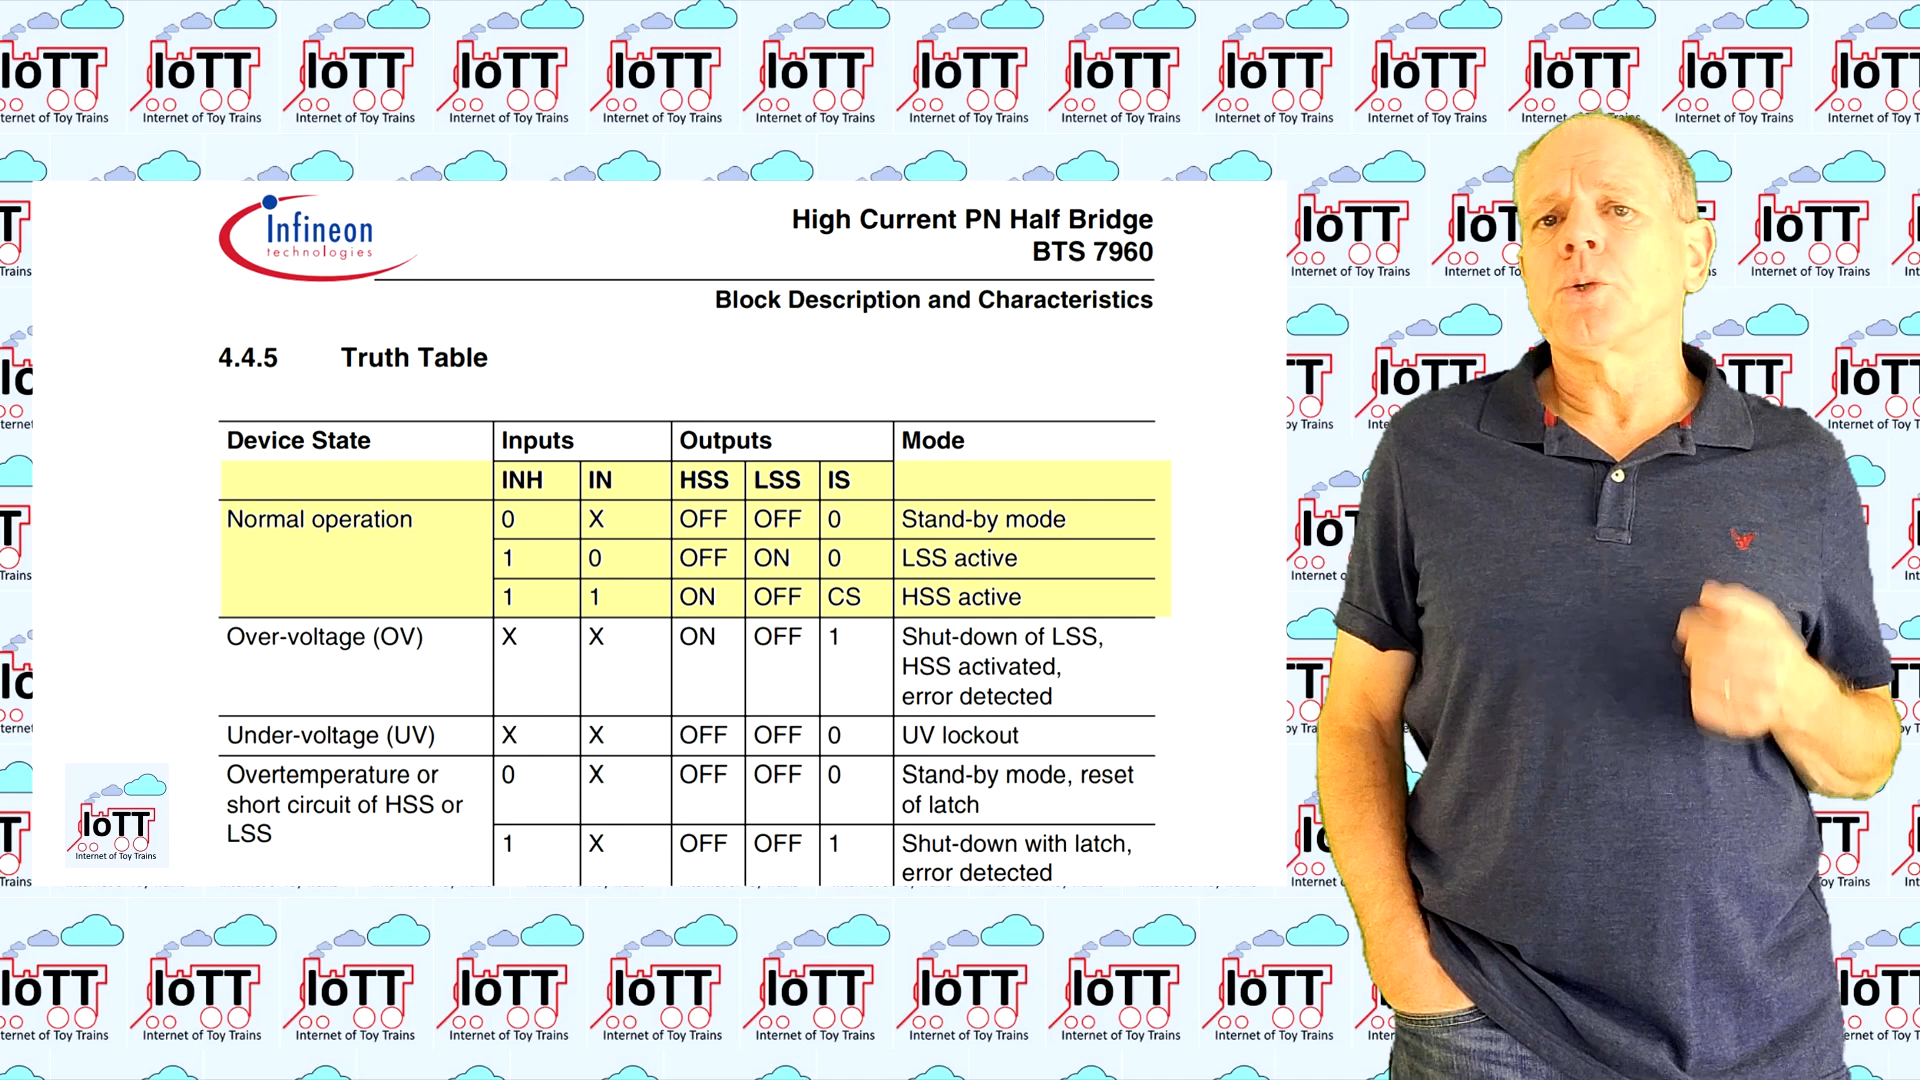 Infineon
technologies
High Current PN Half Bridge
BTS 7960
Block Description and Characteristics
4.4.5 Truth Table
Device State Inputs Outputs Mode
INH IN HSS LSS IS
Normal operation 0 X OFF OFF 0 Stand-by mode
1 0 OFF ON 0 LSS active
1 1 ON OFF CS HSS active
Over-voltage (OV) X X ON OFF 1 Shut-down of LSS,
HSS activated,
error detected
Under-voltage (UV) X X OFF OFF 0 UV lockout
Overtemperature or 0 X OFF OFF 0 Stand-by mode, reset
short circuit of HSS or of latch
LSS
1 X OFF OFF 1 Shut-down with latch,
error detected
IoTT
Internet of Toy Trains